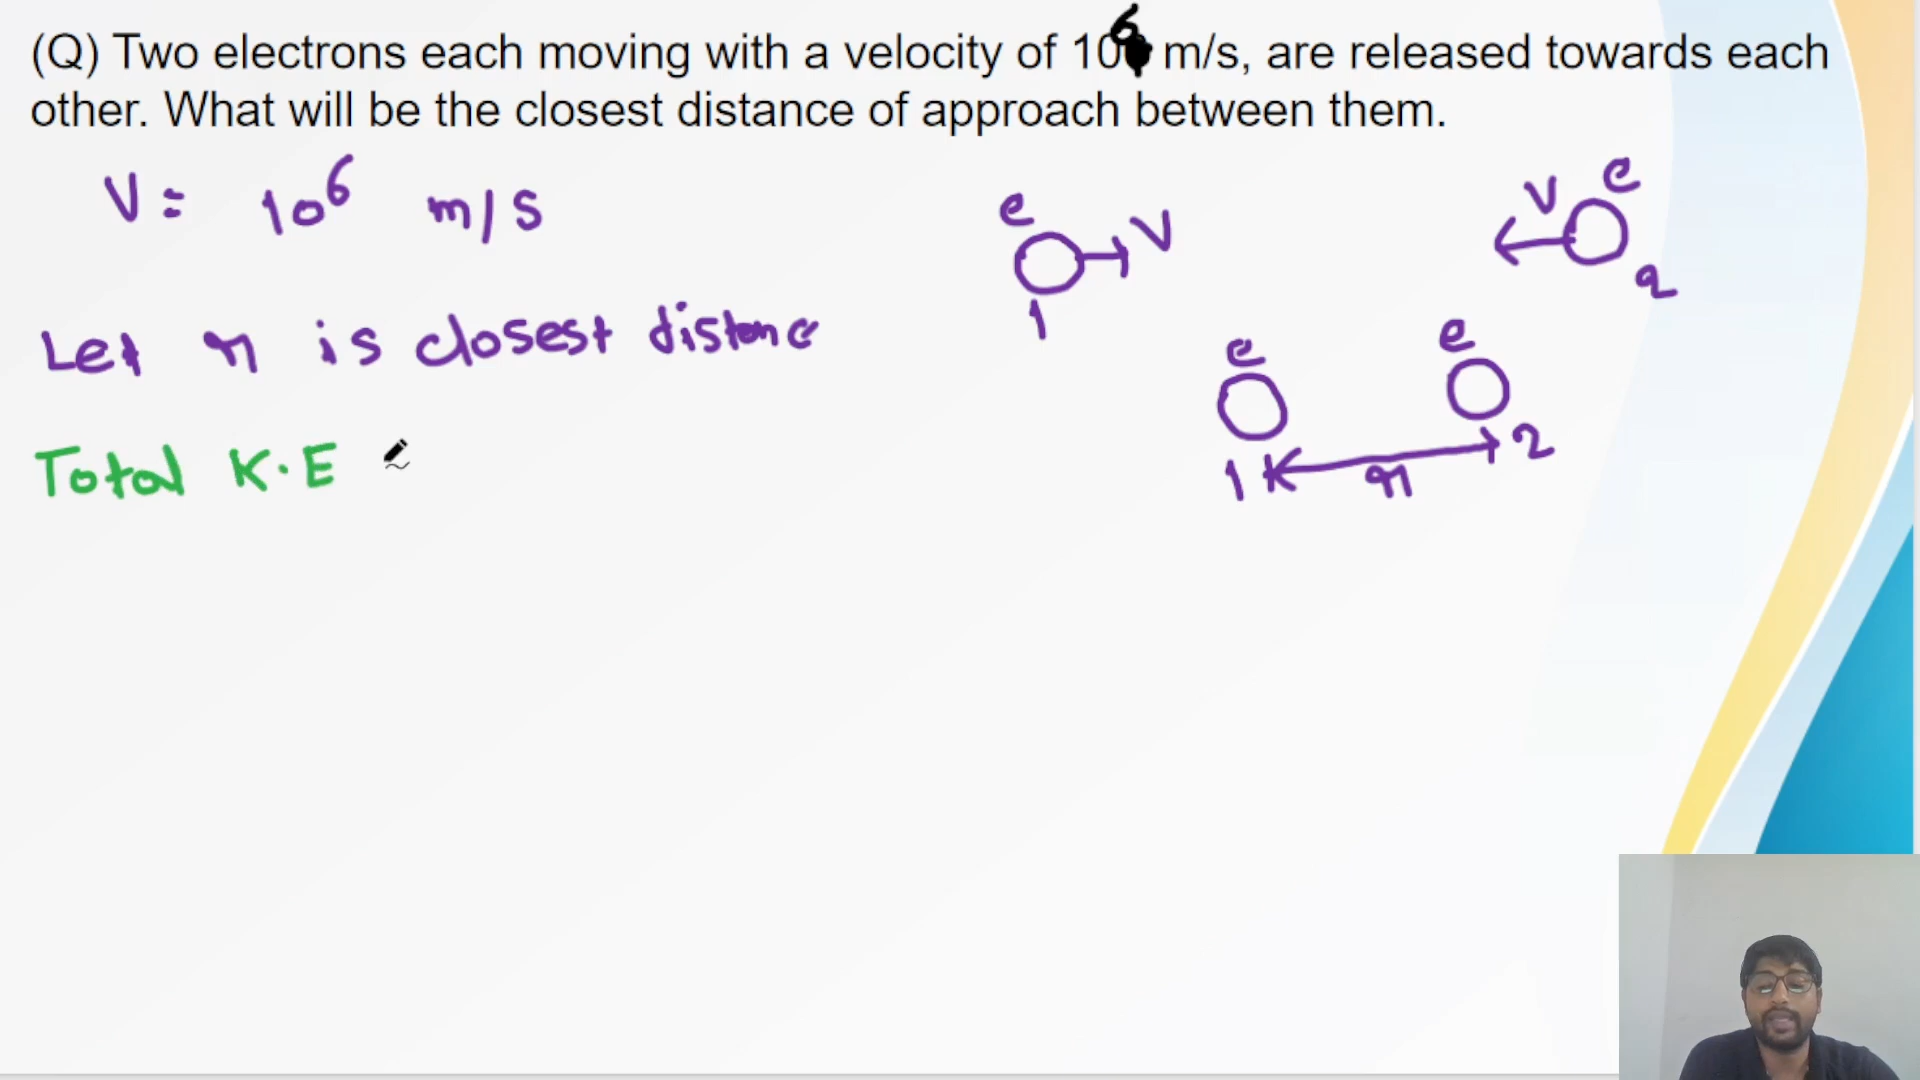 (Q) Two electrons each moving with a velocity of 10⁶ m/s, are released towards each
other. What will be the closest distance of approach between them.
V = 10⁶ m/s
e
V
1
V
e
2
Let r is closest distance
e
e
1
r
2
Total K.E